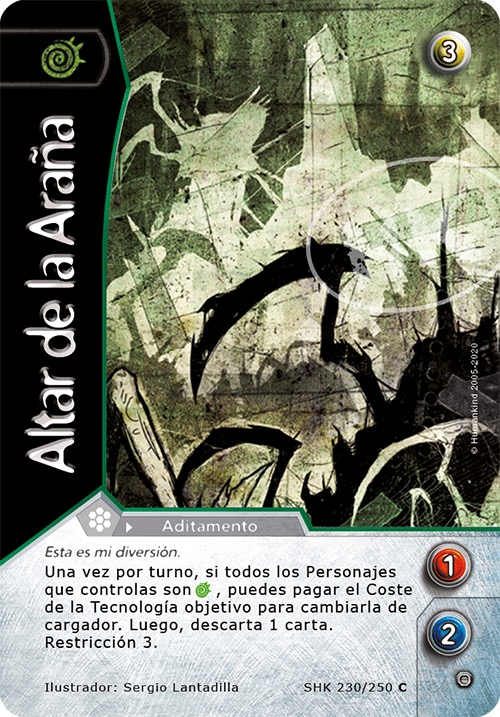 3
Altar de la Araña
© Humankind 2005-2020
Aditamento
Esta es mi diversión.
Una vez por turno, si todos los Personajes
que controlas son , puedes pagar el Coste
de la Tecnología objetivo para cambiarla de
cargador. Luego, descarta 1 carta.
Restricción 3.
1
2
Ilustrador: Sergio Lantadilla
SHK 230/250 C